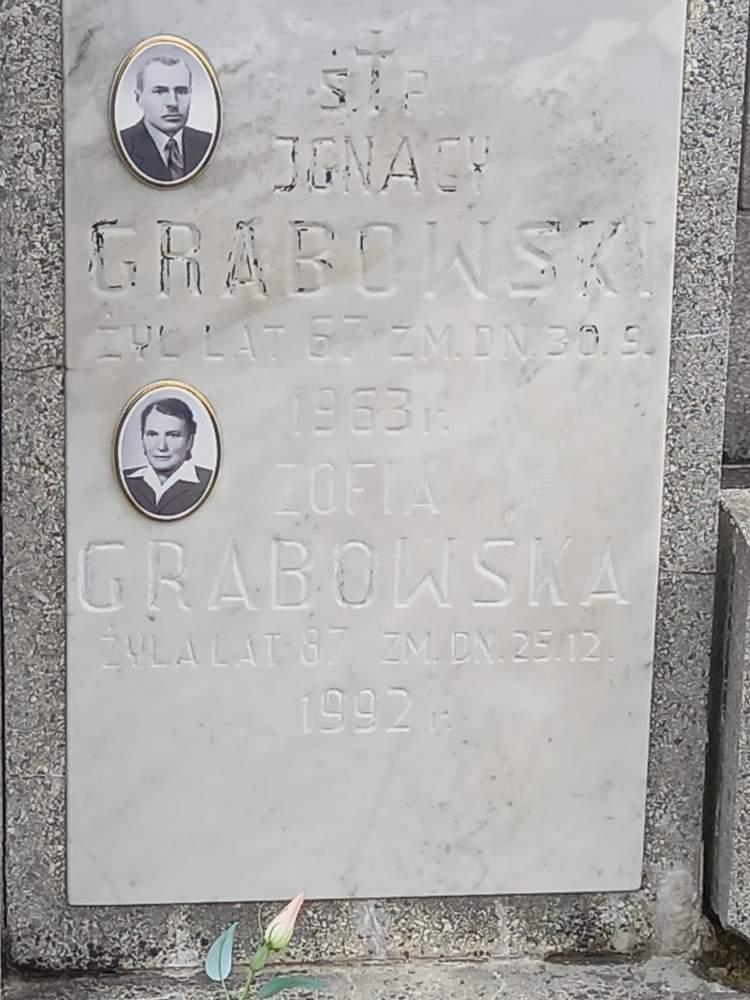 Ś. P.
IGNACY
GRABOWSKI
ŻYŁ LAT 67 ZM. DN. 30. 9.
1963 r.
ZOFIA
GRABOWSKA
ŻYŁA LAT 87 ZM. DN. 25.12.
1992 r.